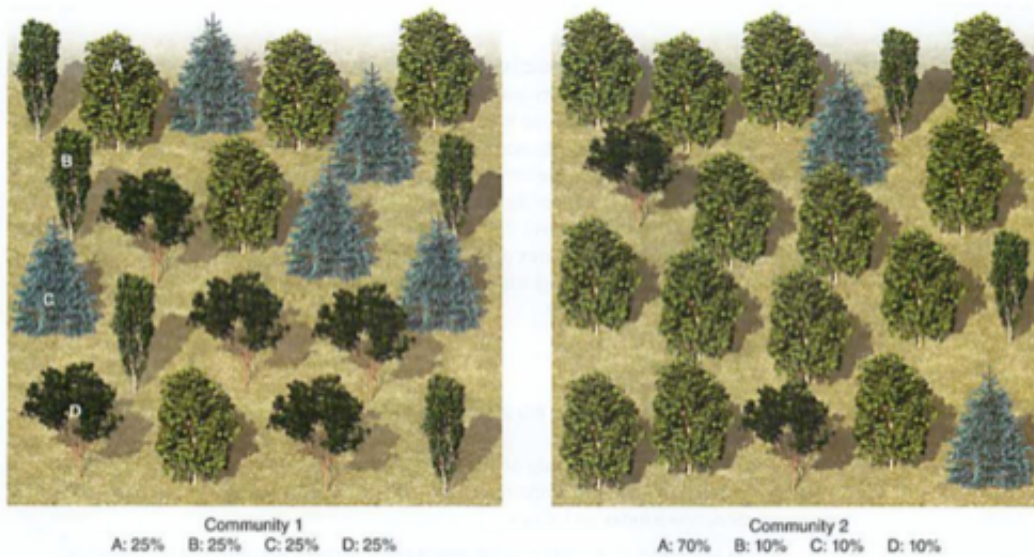 A
B
C
D
Community 1
A: 25% B: 25% C: 25% D: 25%
Community 2
A: 70% B: 10% C: 10% D: 10%